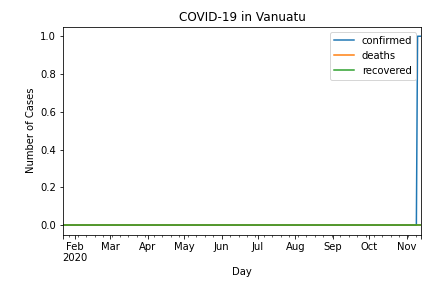 COVID-19 in Vanuatu
confirmed
deaths
recovered
Number of Cases
1.0
0.8
0.6
0.4
0.2
0.0
Feb Mar Apr May Jun Jul Aug Sep Oct Nov
2020
Day